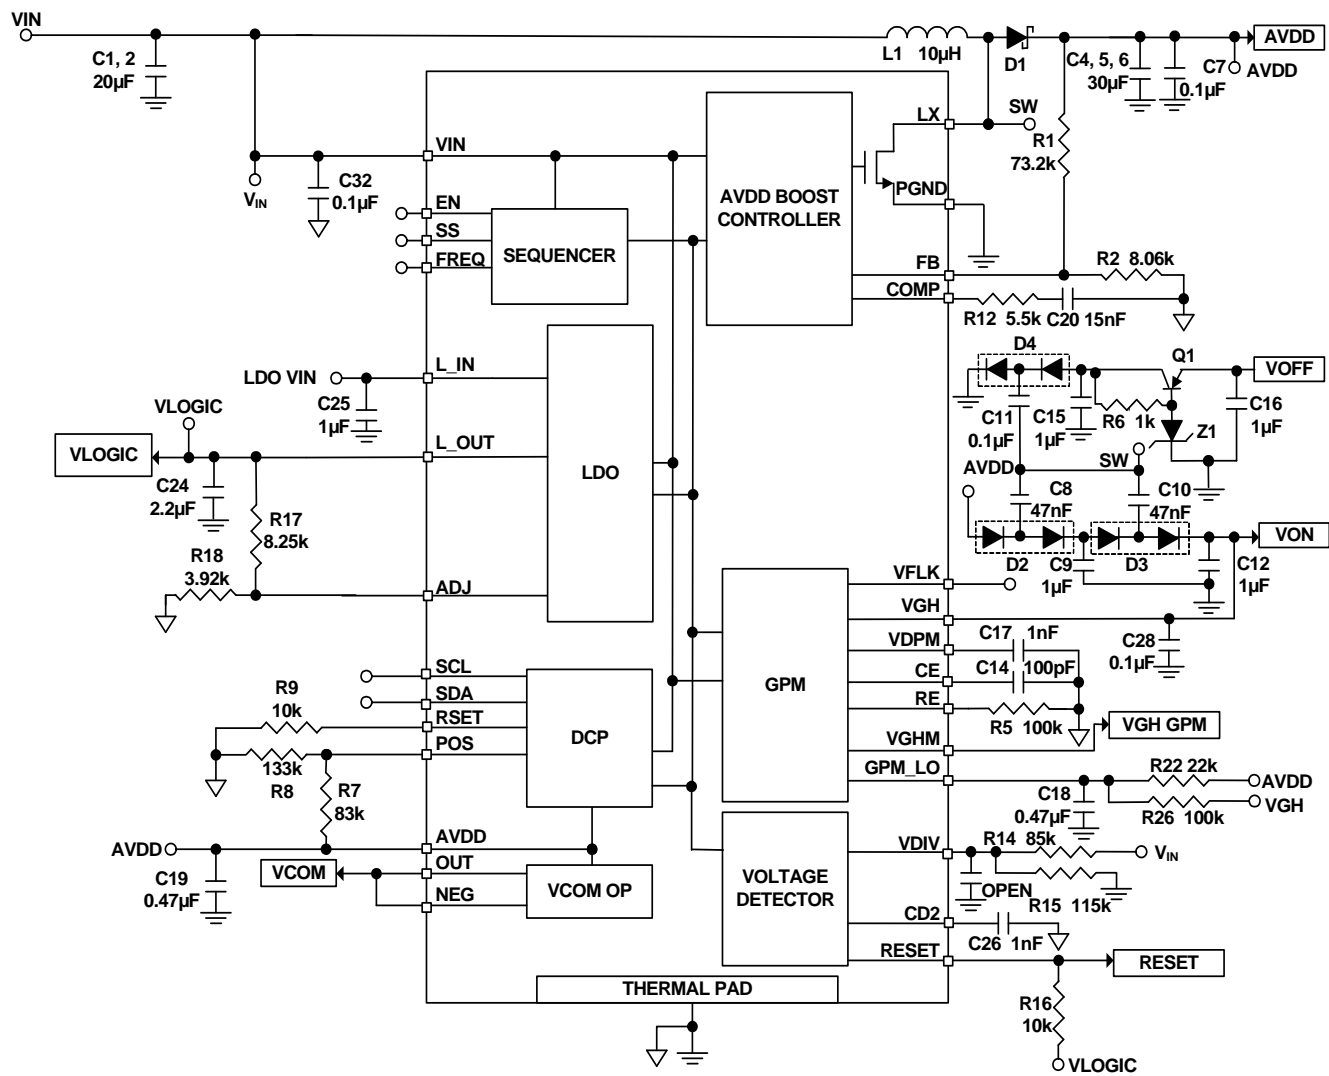 VIN
AVDD
C1, 2
20µF
L1 10µH
D1
C4, 5, 6
30µF
C7
0.1µF
AVDD
LX
SW
R1
73.2k
VIN
V_IN
C32
0.1µF
AVDD BOOST
CONTROLLER
PGND
EN
SS
FREQ
SEQUENCER
FB
R2 8.06k
COMP
R12 5.5k C20 15nF
D4
Q1
VOFF
L_IN
LDO VIN
C25
1µF
C11
0.1µF
C15
1µF
R6 1k
Z1
C16
1µF
VLOGIC
VLOGIC
L_OUT
LDO
AVDD
SW
C24
2.2µF
R17
8.25k
C8
47nF
C10
47nF
VON
R18
3.92k
D2
C9
1µF
D3
C12
1µF
ADJ
VFLK
VGH
VDPM
C17 1nF
C28
0.1µF
CE
C14 100pF
GPM
RE
R5 100k
VGH GPM
VGHM
GPM_LO
R22 22k
AVDD
C18
0.47µF
R26 100k
VGH
SCL
SDA
R9
10k
RSET
POS
DCP
133k
R8
R7
83k
AVDD
AVDD
C19
0.47µF
VCOM
OUT
NEG
VCOM OP
VOLTAGE
DETECTOR
VDIV
R14 85k
V_IN
OPEN
R15 115k
CD2
C26 1nF
RESET
RESET
THERMAL PAD
R16
10k
VLOGIC